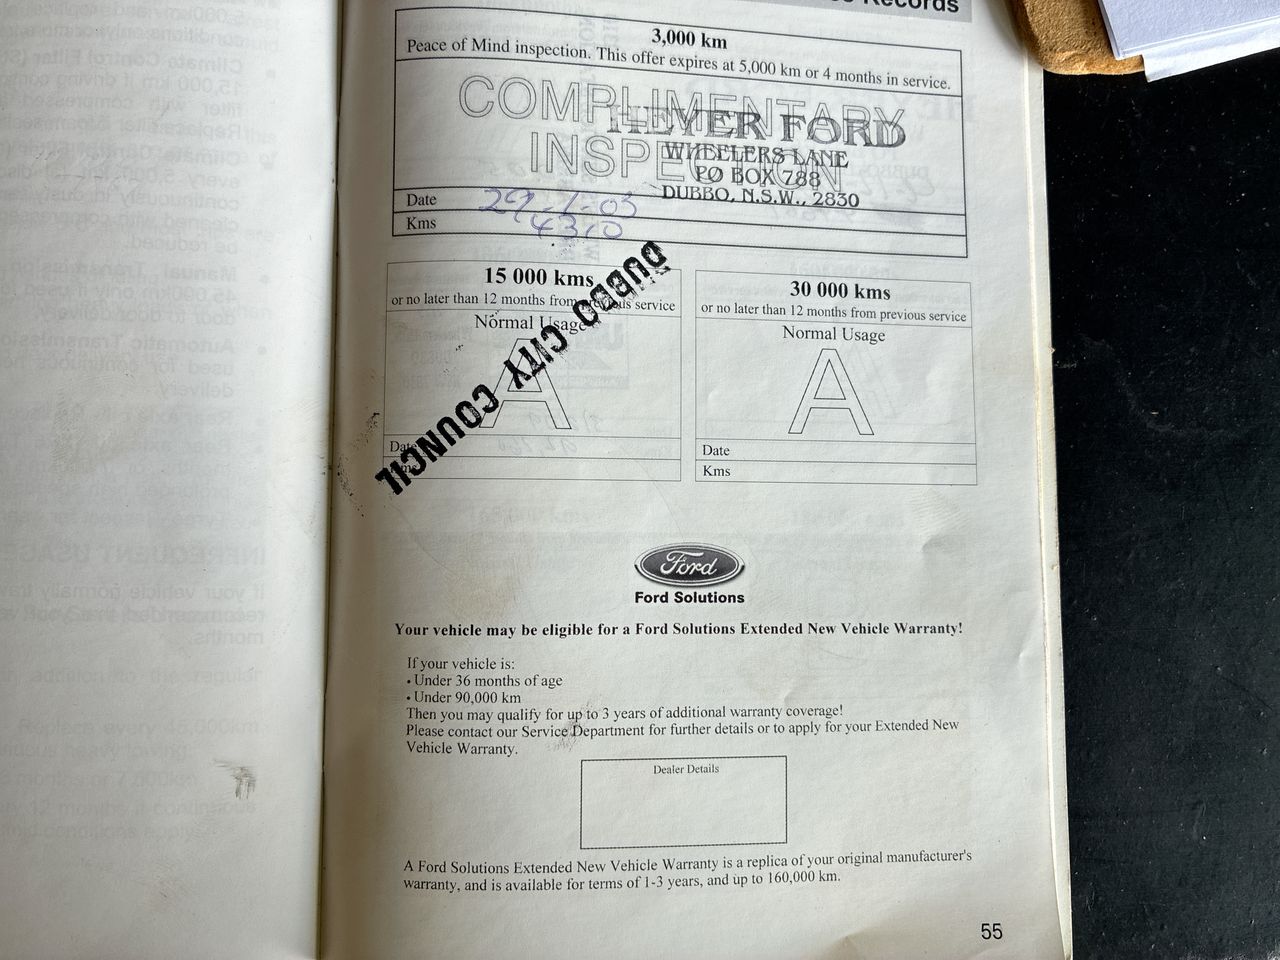 Records
3,000 km
Peace of Mind inspection. This offer expires at 5,000 km or 4 months in service.
COMPLIMENTARY
INSPECTION
HEYER FORD
WHEELERS LANE
PO BOX 788
DUBBO, N.S.W., 2830
Date 29-1-03
Kms 4310
DUBBO CITY COUNCIL
15 000 kms
or no later than 12 months from previous service
Normal Usage
A
Date
Kms
30 000 kms
or no later than 12 months from previous service
Normal Usage
A
Date
Kms
Ford
Ford Solutions
Your vehicle may be eligible for a Ford Solutions Extended New Vehicle Warranty!
If your vehicle is:
• Under 36 months of age
• Under 90,000 km
Then you may qualify for up to 3 years of additional warranty coverage!
Please contact our Service Department for further details or to apply for your Extended New
Vehicle Warranty.
Dealer Details
A Ford Solutions Extended New Vehicle Warranty is a replica of your original manufacturer's
warranty, and is available for terms of 1-3 years, and up to 160,000 km.
55